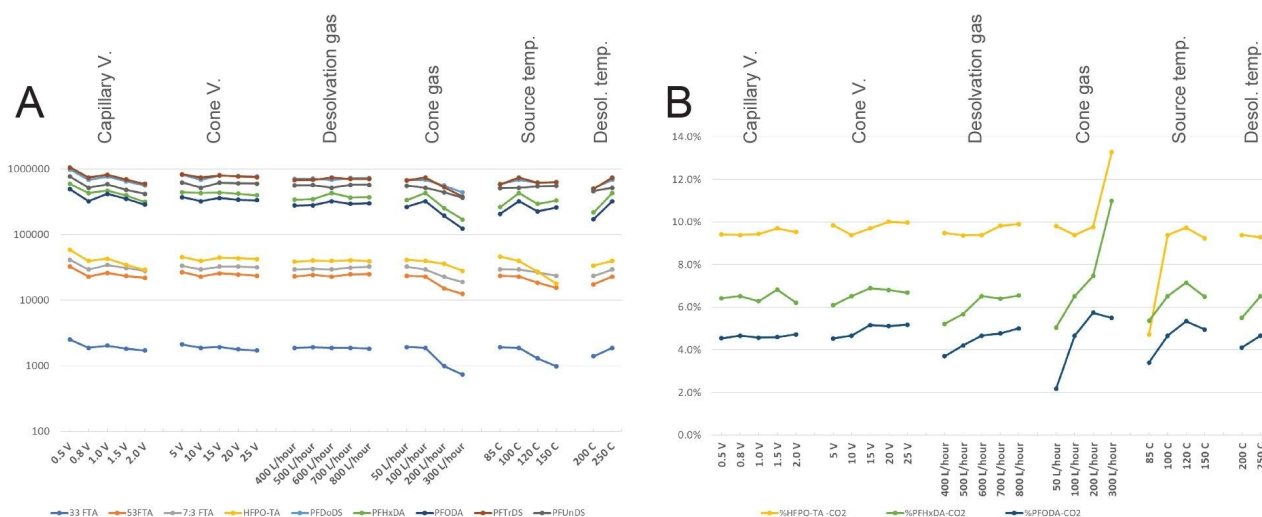 A
Capillary V.
Cone V.
Desolvation gas
Cone gas
Source temp.
Desol. temp.
1000000
100000
10000
1000
100
0.5 V
0.8 V
1.0 V
1.5 V
2.0 V
5 V
10 V
15 V
20 V
25 V
400 L/hour
500 L/hour
600 L/hour
700 L/hour
800 L/hour
50 L/hour
100 L/hour
200 L/hour
300 L/hour
85 C
100 C
120 C
150 C
200 C
250 C
33 FTA 53FTA 7:3 FTA HFPO-TA PFDoDS PFHxDA PFODA PFTrDS PFUnDS
B
Capillary V.
Cone V.
Desolvation gas
Cone gas
Source temp.
Desol. temp.
14.0%
12.0%
10.0%
8.0%
6.0%
4.0%
2.0%
0.0%
0.5 V
0.8 V
1.0 V
1.5 V
2.0 V
5 V
10 V
15 V
20 V
25 V
400 L/hour
500 L/hour
600 L/hour
700 L/hour
800 L/hour
50 L/hour
100 L/hour
200 L/hour
300 L/hour
85 C
100 C
120 C
150 C
200 C
250 C
%HFPO-TA -CO2 %PFHxDA-CO2 %PFODA-CO2